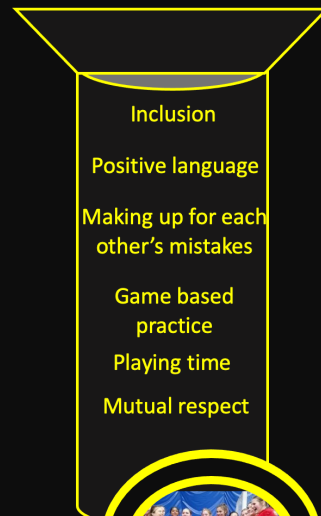 Inclusion
Positive language
Making up for each
other’s mistakes
Game based
practice
Playing time
Mutual respect